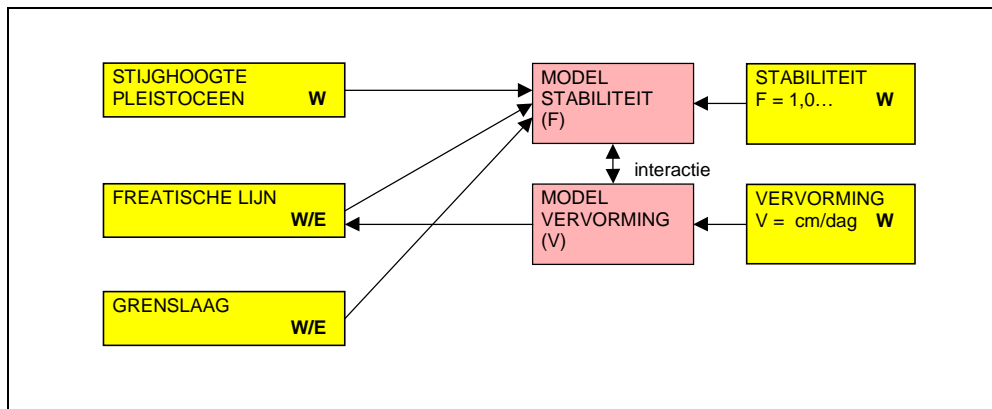 STIJGHOOGTE
PLEISTOCEEN W
MODEL
STABILITEIT
(F)
STABILITEIT
F = 1,0… W
interactie
FREATISCHE LIJN
W/E
MODEL
VERVORMING
(V)
VERVORMING
V = cm/dag W
GRENSLAAG
W/E